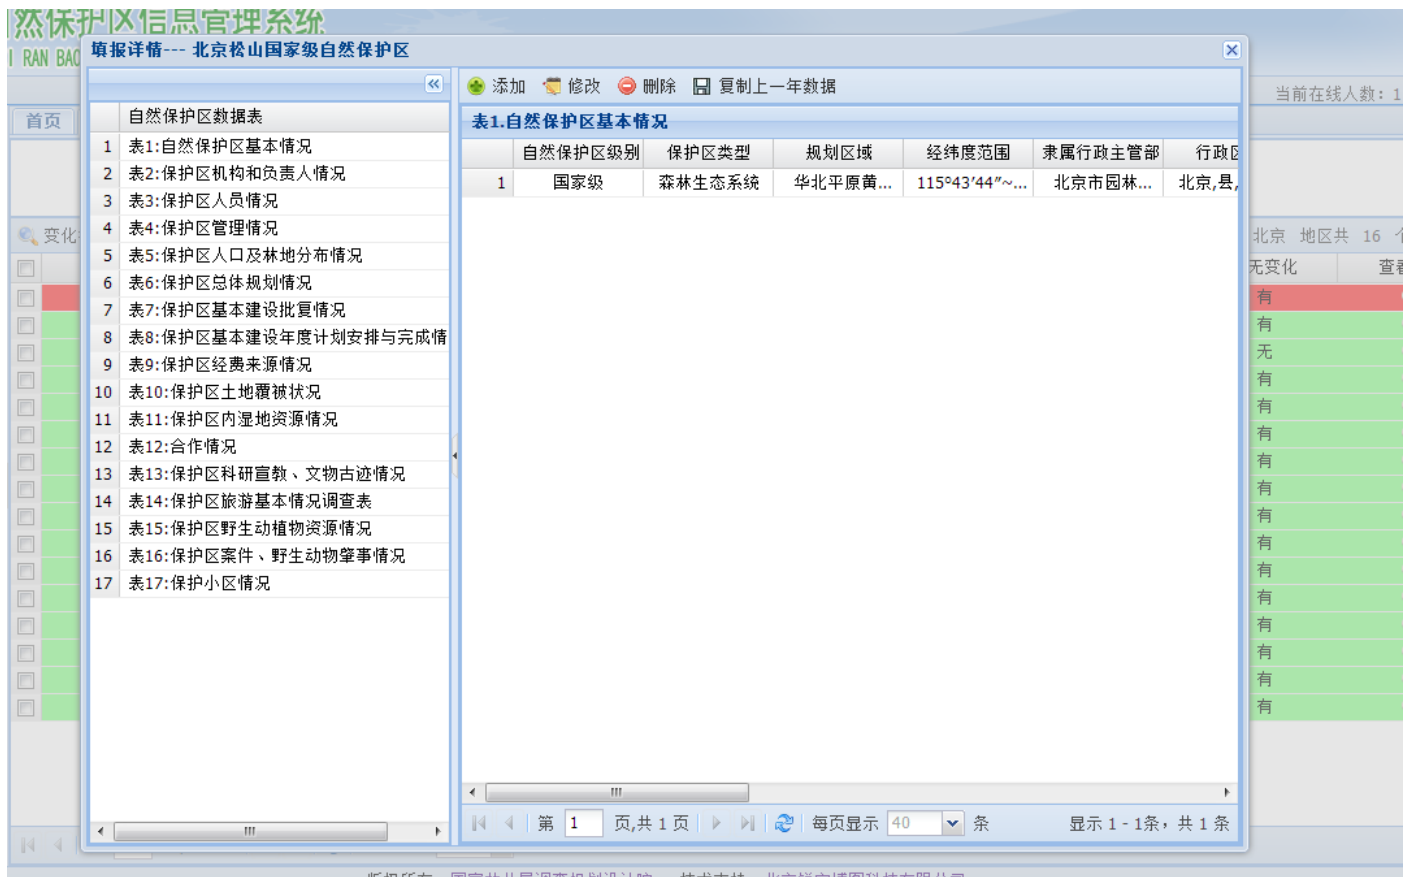 然保护区信息管理系统
I RAN BAO
填报详情--- 北京松山国家级自然保护区
当前在线人数: 1
首页
添加 修改 删除 复制上一年数据
自然保护区数据表
1 表1:自然保护区基本情况
2 表2:保护区机构和负责人情况
3 表3:保护区人员情况
4 表4:保护区管理情况
5 表5:保护区人口及林地分布情况
6 表6:保护区总体规划情况
7 表7:保护区基本建设批复情况
8 表8:保护区基本建设年度计划安排与完成情
9 表9:保护区经费来源情况
10 表10:保护区土地覆被状况
11 表11:保护区内湿地资源情况
12 表12:合作情况
13 表13:保护区科研宣教、文物古迹情况
14 表14:保护区旅游基本情况调查表
15 表15:保护区野生动植物资源情况
16 表16:保护区案件、野生动物肇事情况
17 表17:保护小区情况
表1.自然保护区基本情况
自然保护区级别 保护区类型 规划区域 经纬度范围 隶属行政主管部 行政区
1 国家级 森林生态系统 华北平原黄... 115°43′44″~... 北京市园林... 北京,县,
第 1 页,共 1 页 每页显示 40 条 显示 1 - 1条, 共 1 条
变化
北京 地区共 16 个
无变化 查看
有
有
无
有
有
有
有
有
有
有
有
有
有
有
有
有